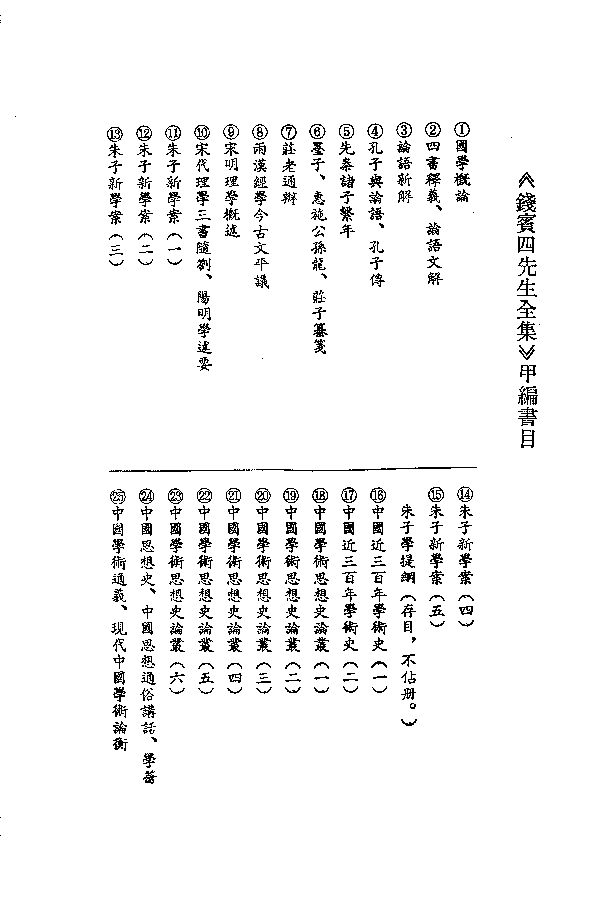 《錢賓四先生全集》甲編書目
①國學概論
②四書釋義、論語文解
③論語新解
④孔子與論語、孔子傳
⑤先秦諸子繫年
⑥墨子、惠施公孫龍、莊子纂箋
⑦莊老通辨
⑧兩漢經學今古文平議
⑨宋明理學概述
⑩宋代理學三書隨劄、陽明學述要
⑪朱子新學案(一)
⑫朱子新學案(二)
⑬朱子新學案(三)
⑭朱子新學案(四)
⑮朱子新學案(五)
朱子學提綱(存目，不佔册。)
⑯中國近三百年學術史(一)
⑰中國近三百年學術史(二)
⑱中國學術思想史論叢(一)
⑲中國學術思想史論叢(二)
⑳中國學術思想史論叢(三)
㉑中國學術思想史論叢(四)
㉒中國學術思想史論叢(五)
㉓中國學術思想史論叢(六)
㉔中國思想史、中國思想通俗講話、學籥
㉕中國學術通義、現代中國學術論衡